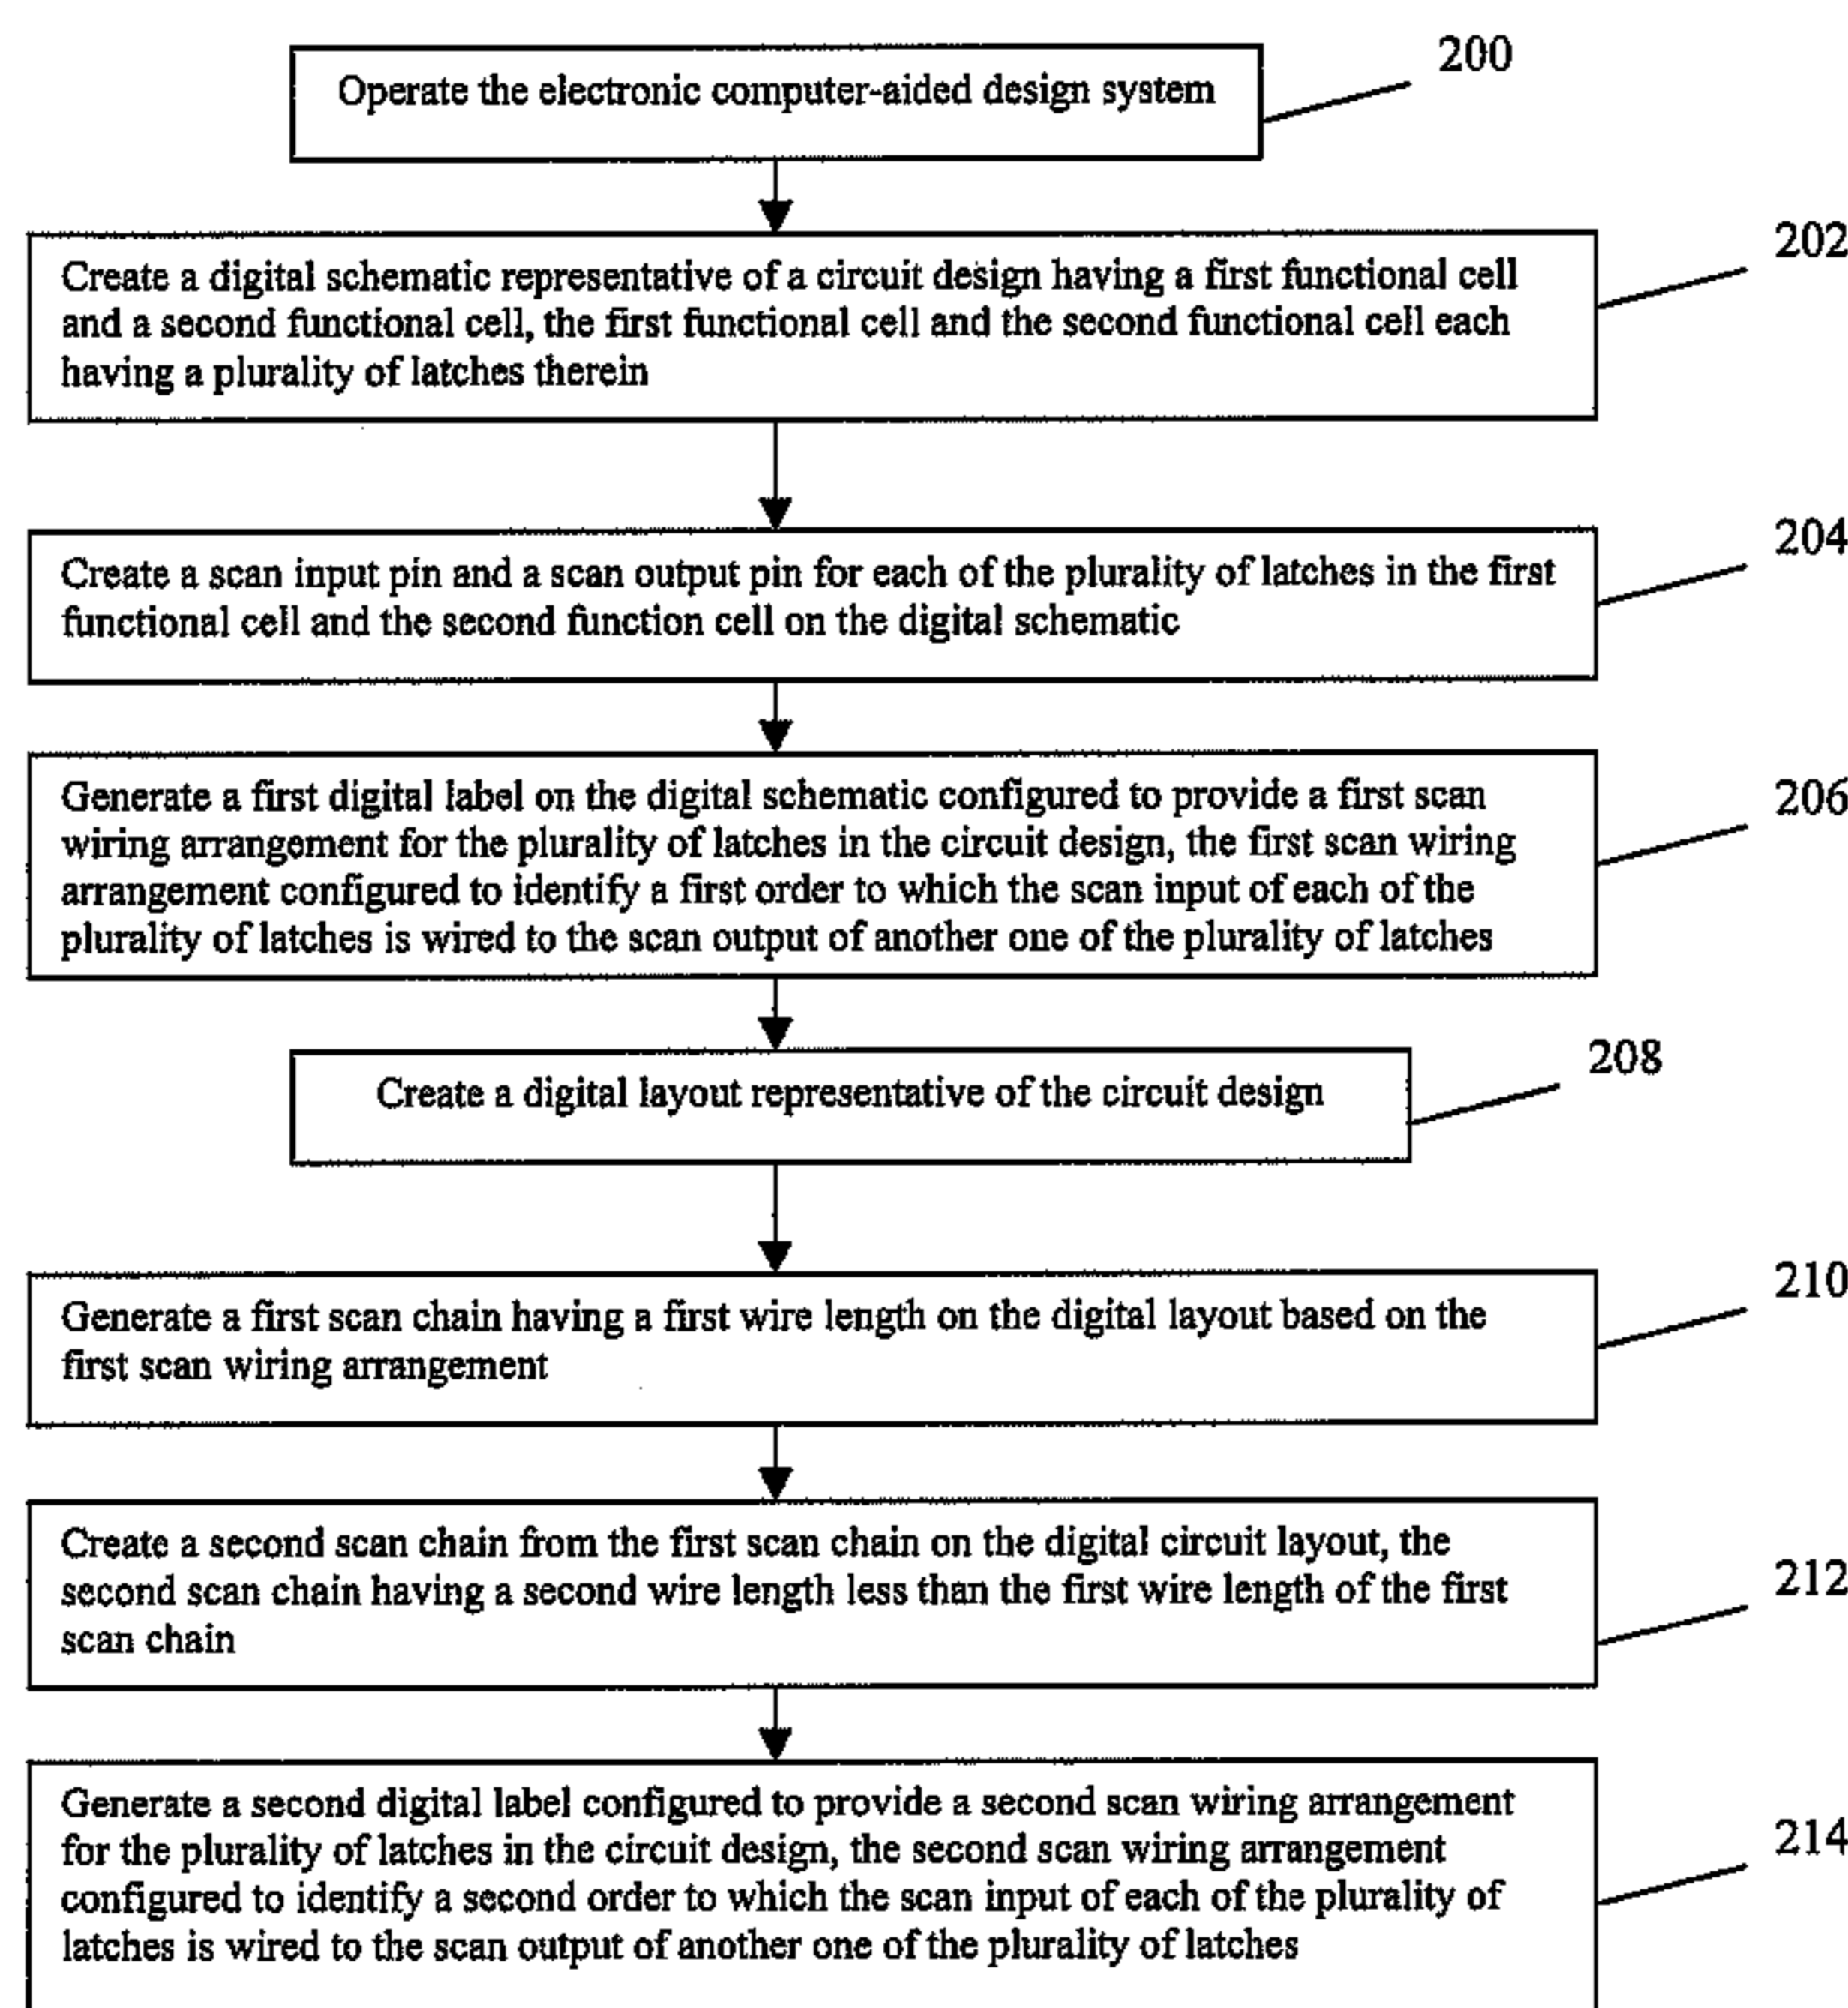 200
Operate the electronic computer-aided design system
202
Create a digital schematic representative of a circuit design having a first functional cell
and a second functional cell, the first functional cell and the second functional cell each
having a plurality of latches therein
204
Create a scan input pin and a scan output pin for each of the plurality of latches in the first
functional cell and the second function cell on the digital schematic
206
Generate a first digital label on the digital schematic configured to provide a first scan
wiring arrangement for the plurality of latches in the circuit design, the first scan wiring
arrangement configured to identify a first order to which the scan input of each of the
plurality of latches is wired to the scan output of another one of the plurality of latches
208
Create a digital layout representative of the circuit design
210
Generate a first scan chain having a first wire length on the digital layout based on the
first scan wiring arrangement
212
Create a second scan chain from the first scan chain on the digital circuit layout, the
second scan chain having a second wire length less than the first wire length of the first
scan chain
214
Generate a second digital label configured to provide a second scan wiring arrangement
for the plurality of latches in the circuit design, the second scan wiring arrangement
configured to identify a second order to which the scan input of each of the plurality of
latches is wired to the scan output of another one of the plurality of latches